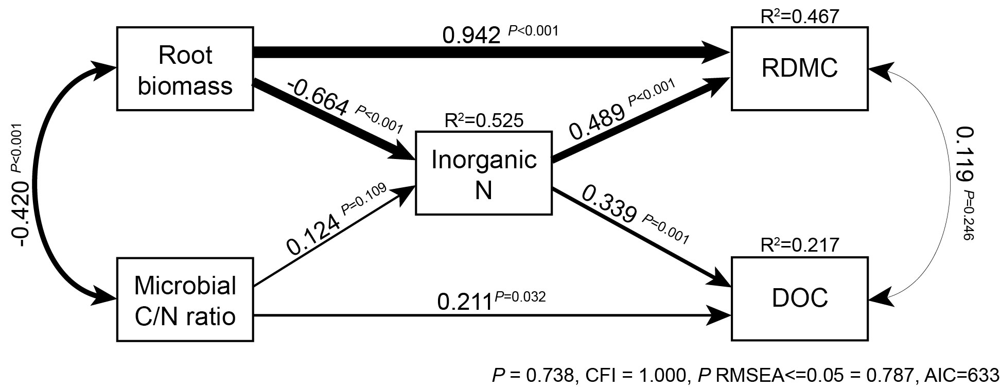 R²=0.467
0.942 P<0.001
Root
biomass
RDMC
-0.664 P<0.001
0.489 P<0.001
R²=0.525
-0.420 P<0.001
Inorganic
N
0.119 P=0.246
0.124 P=0.109
0.339 P=0.001
R²=0.217
Microbial
C/N ratio
0.211 P=0.032
DOC
P = 0.738, CFI = 1.000, P RMSEA<=0.05 = 0.787, AIC=633